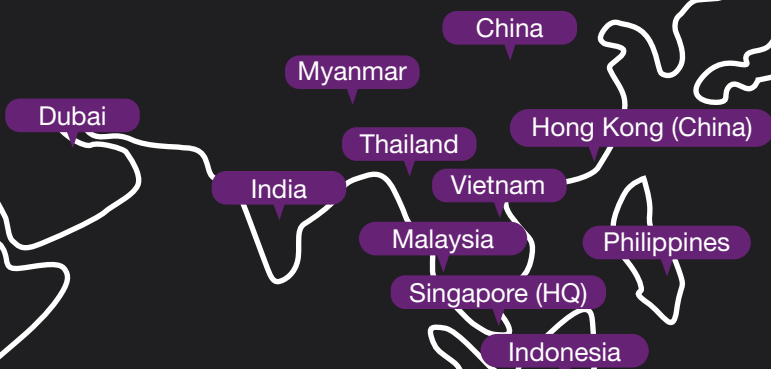 China
Myanmar
Dubai
Hong Kong (China)
Thailand
India
Vietnam
Malaysia
Philippines
Singapore (HQ)
Indonesia